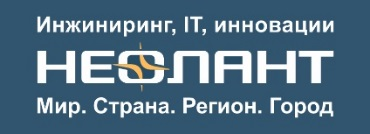 Инжиниринг, IT, инновации
НЕОЛАНТ
Мир. Страна. Регион. Город